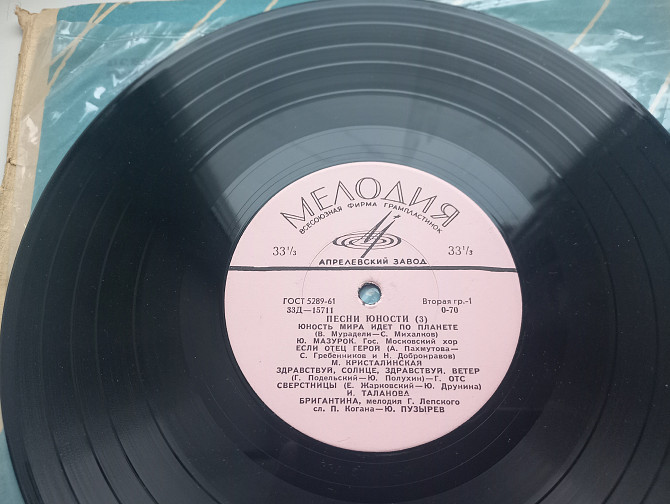 МЕЛОДИЯ
ВСЕСОЮЗНАЯ ФИРМА ГРАМПЛАСТИНОК
33⅓ 33⅓
АПРЕЛЕВСКИЙ ЗАВОД
ГОСТ 5289-61 Вторая гр.-1
33Д—15711 0-70
ПЕСНИ ЮНОСТИ (3)
ЮНОСТЬ МИРА ИДЕТ ПО ПЛАНЕТЕ
(В. Мурадели—С. Михалков)
Ю. МАЗУРОК. Гос. Московский хор
ЕСЛИ ОТЕЦ ГЕРОЙ (А. Пахмутова—
С. Гребенников и Н. Добронравов)
М. КРИСТАЛИНСКАЯ
ЗДРАВСТВУЙ, СОЛНЦЕ, ЗДРАВСТВУЙ, ВЕТЕР
(Г. Подельский—Ю. Полухин)—Г. ОТС
СВЕРСТНИЦЫ (Е. Жарковский—Ю. Друнина)
И. ТАЛАНОВА
БРИГАНТИНА, мелодия Г. Лепского
сл. П. Когана—Ю. ПУЗЫРЕВ